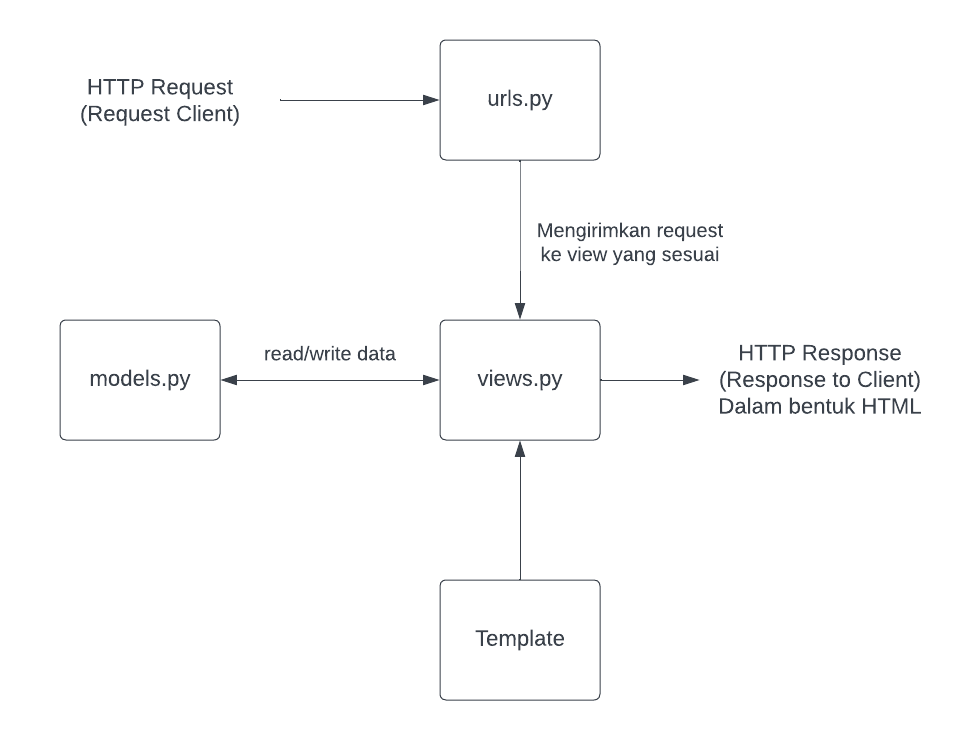 HTTP Request
(Request Client)
urls.py
Mengirimkan request
ke view yang sesuai
models.py
read/write data
views.py
HTTP Response
(Response to Client)
Dalam bentuk HTML
Template